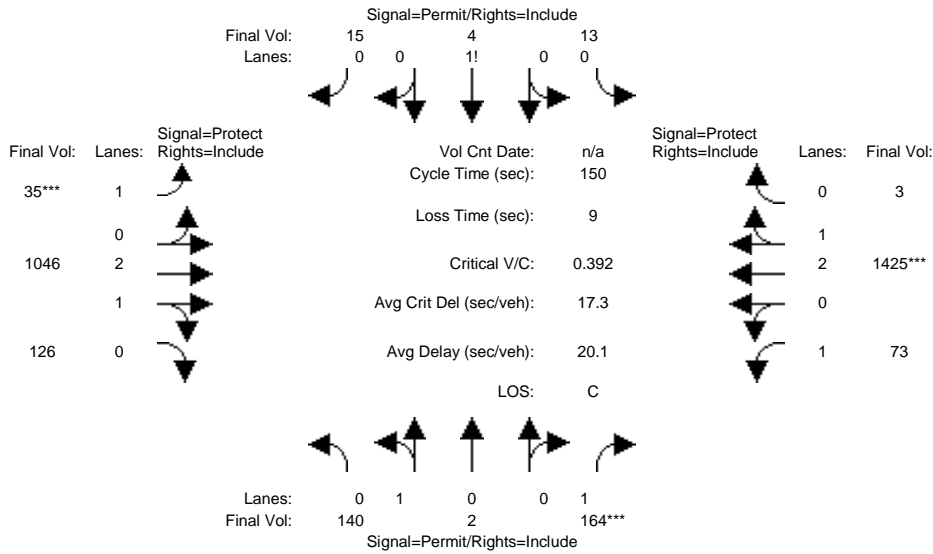 Signal=Permit/Rights=Include
Final Vol: 15 4 13
Lanes: 0 0 1! 0 0
Signal=Protect
Final Vol: Lanes: Rights=Include
Vol Cnt Date: n/a
Signal=Protect
Rights=Include Lanes: Final Vol:
Cycle Time (sec): 150
35*** 1
0 3
Loss Time (sec): 9
0
1
1046 2
Critical V/C: 0.392
2 1425***
1
Avg Crit Del (sec/veh): 17.3
0
126 0
Avg Delay (sec/veh): 20.1
1 73
LOS: C
Lanes: 0 1 0 0 1
Final Vol: 140 2 164***
Signal=Permit/Rights=Include